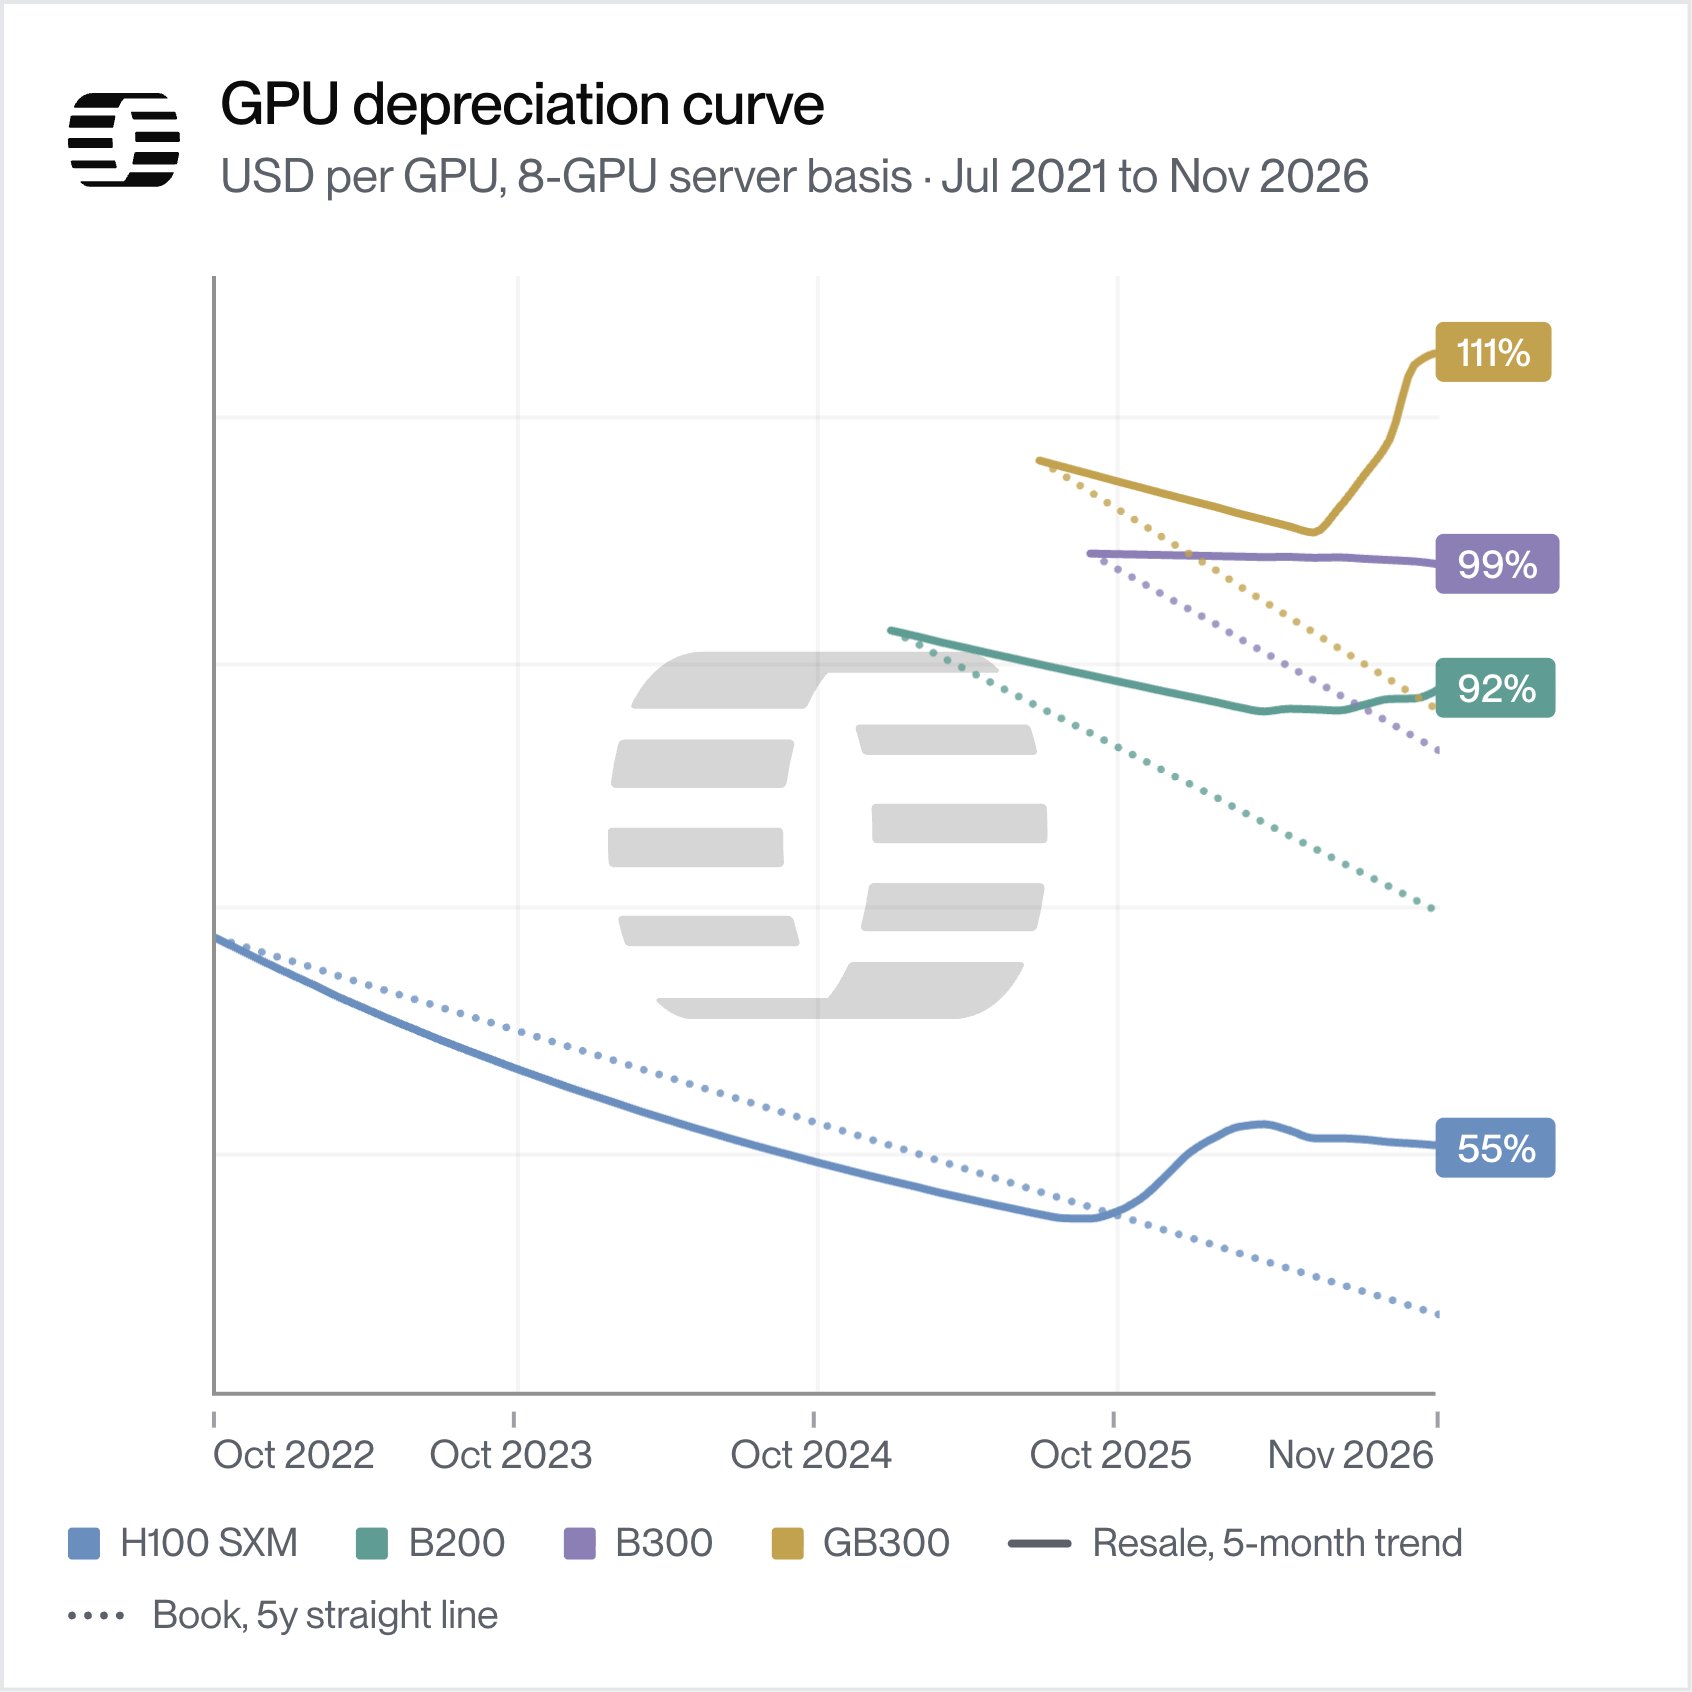 GPU depreciation curve
USD per GPU, 8-GPU server basis · Jul 2021 to Nov 2026
111%
99%
92%
55%
Oct 2022 Oct 2023 Oct 2024 Oct 2025 Nov 2026
H100 SXM B200 B300 GB300 Resale, 5-month trend
Book, 5y straight line